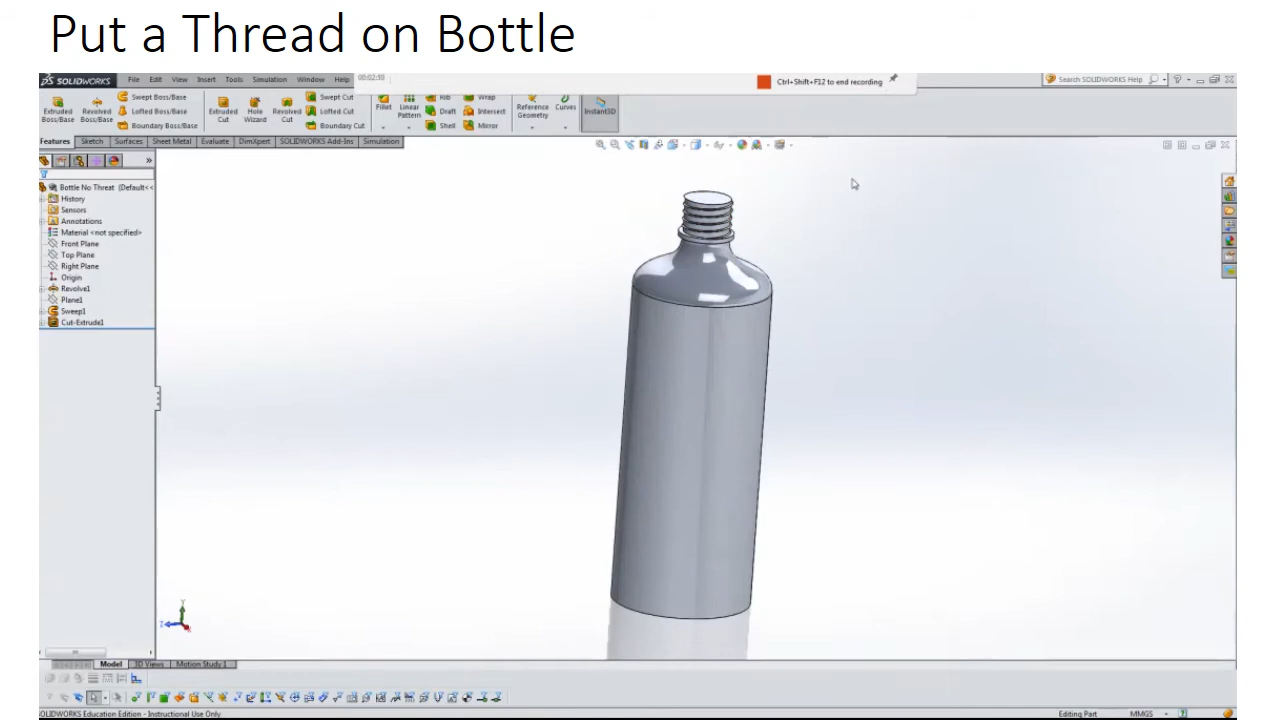 Put a Thread on Bottle
SOLIDWORKS File Edit View Insert Tools Simulation Window Help 00:02:59 Ctrl+Shift+F12 to end recording Search SOLIDWORKS Help
Extruded Boss/Base Revolved Boss/Base Swept Boss/Base Lofted Boss/Base Boundary Boss/Base Extruded Cut Hole Wizard Revolved Cut Swept Cut Lofted Cut Boundary Cut Fillet Linear Pattern Rib Draft Shell Wrap Intersect Mirror Reference Geometry Curves Instant3D
Features Sketch Surfaces Sheet Metal Evaluate DimXpert SOLIDWORKS Add-Ins Simulation
Bottle No Threat (Default<<
History
Sensors
Annotations
Material <not specified>
Front Plane
Top Plane
Right Plane
Origin
Revolve1
Plane1
Sweep1
Cut-Extrude1
Y
Z
Model 3D Views Motion Study 1
SOLIDWORKS Education Edition - Instructional Use Only Editing Part MMGS